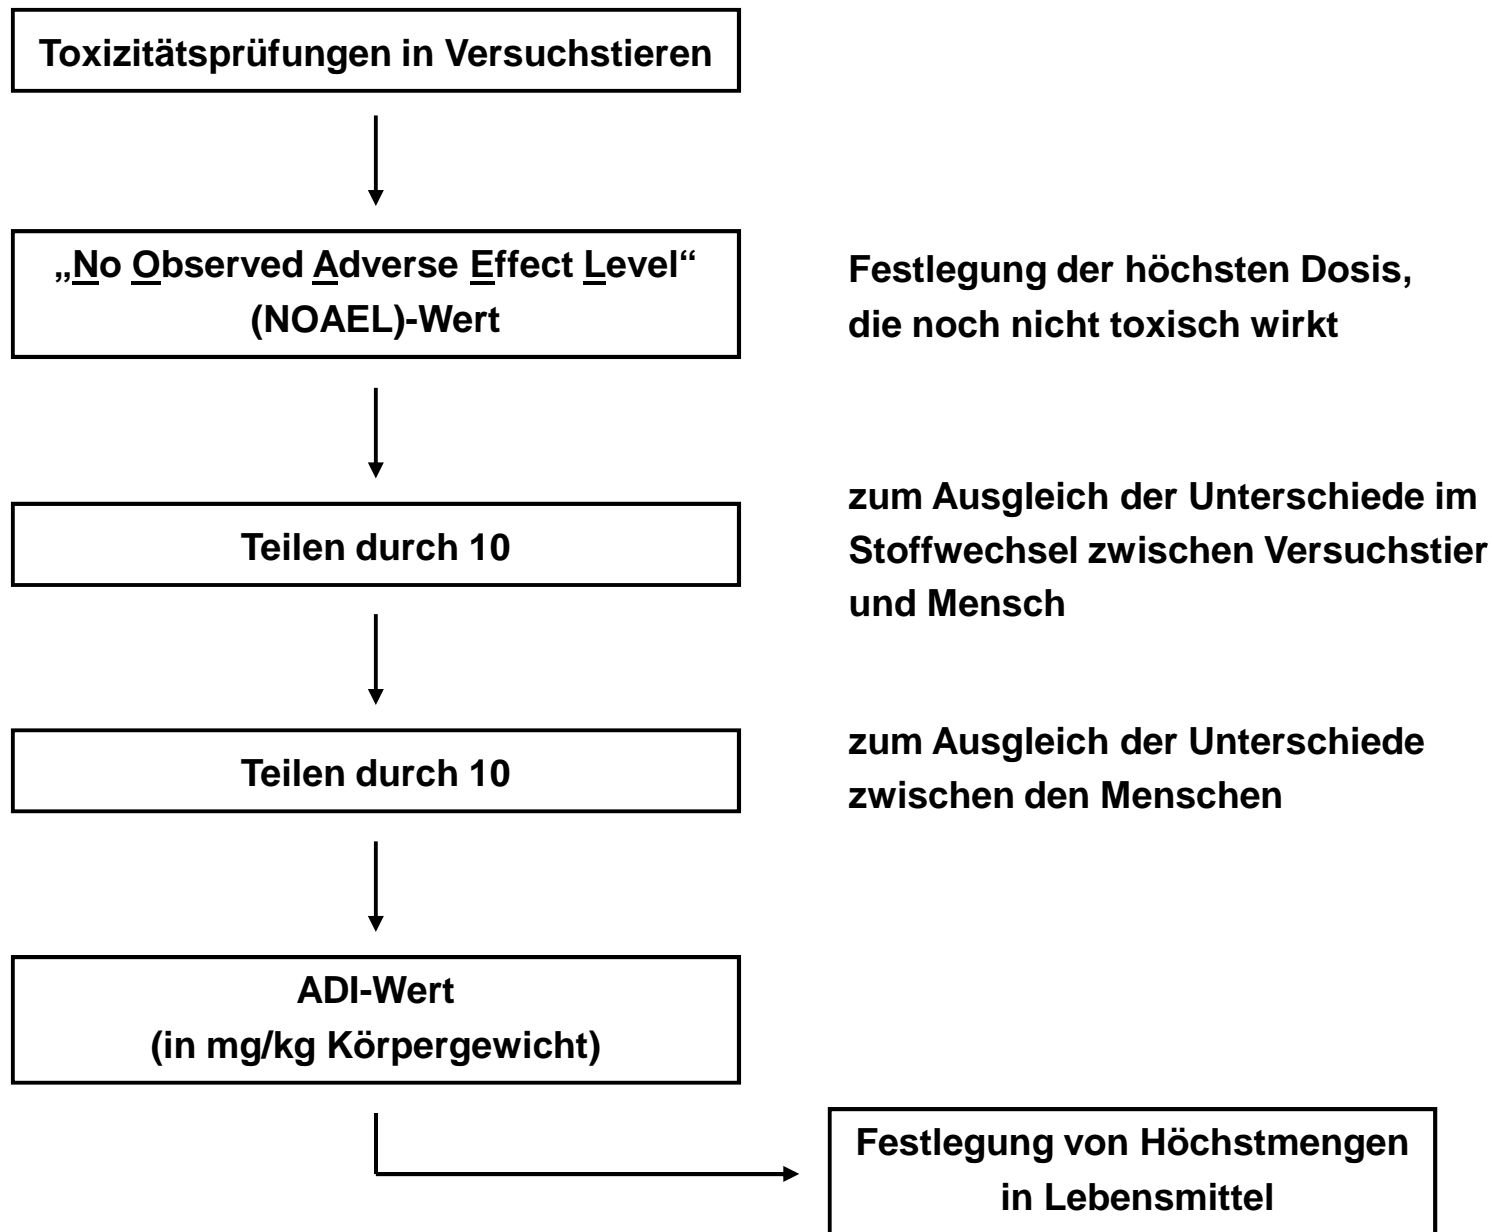 Toxizitätsprüfungen in Versuchstieren
„No Observed Adverse Effect Level“
(NOAEL)-Wert
Festlegung der höchsten Dosis,
die noch nicht toxisch wirkt
Teilen durch 10
zum Ausgleich der Unterschiede im
Stoffwechsel zwischen Versuchstier
und Mensch
Teilen durch 10
zum Ausgleich der Unterschiede
zwischen den Menschen
ADI-Wert
(in mg/kg Körpergewicht)
Festlegung von Höchstmengen
in Lebensmittel